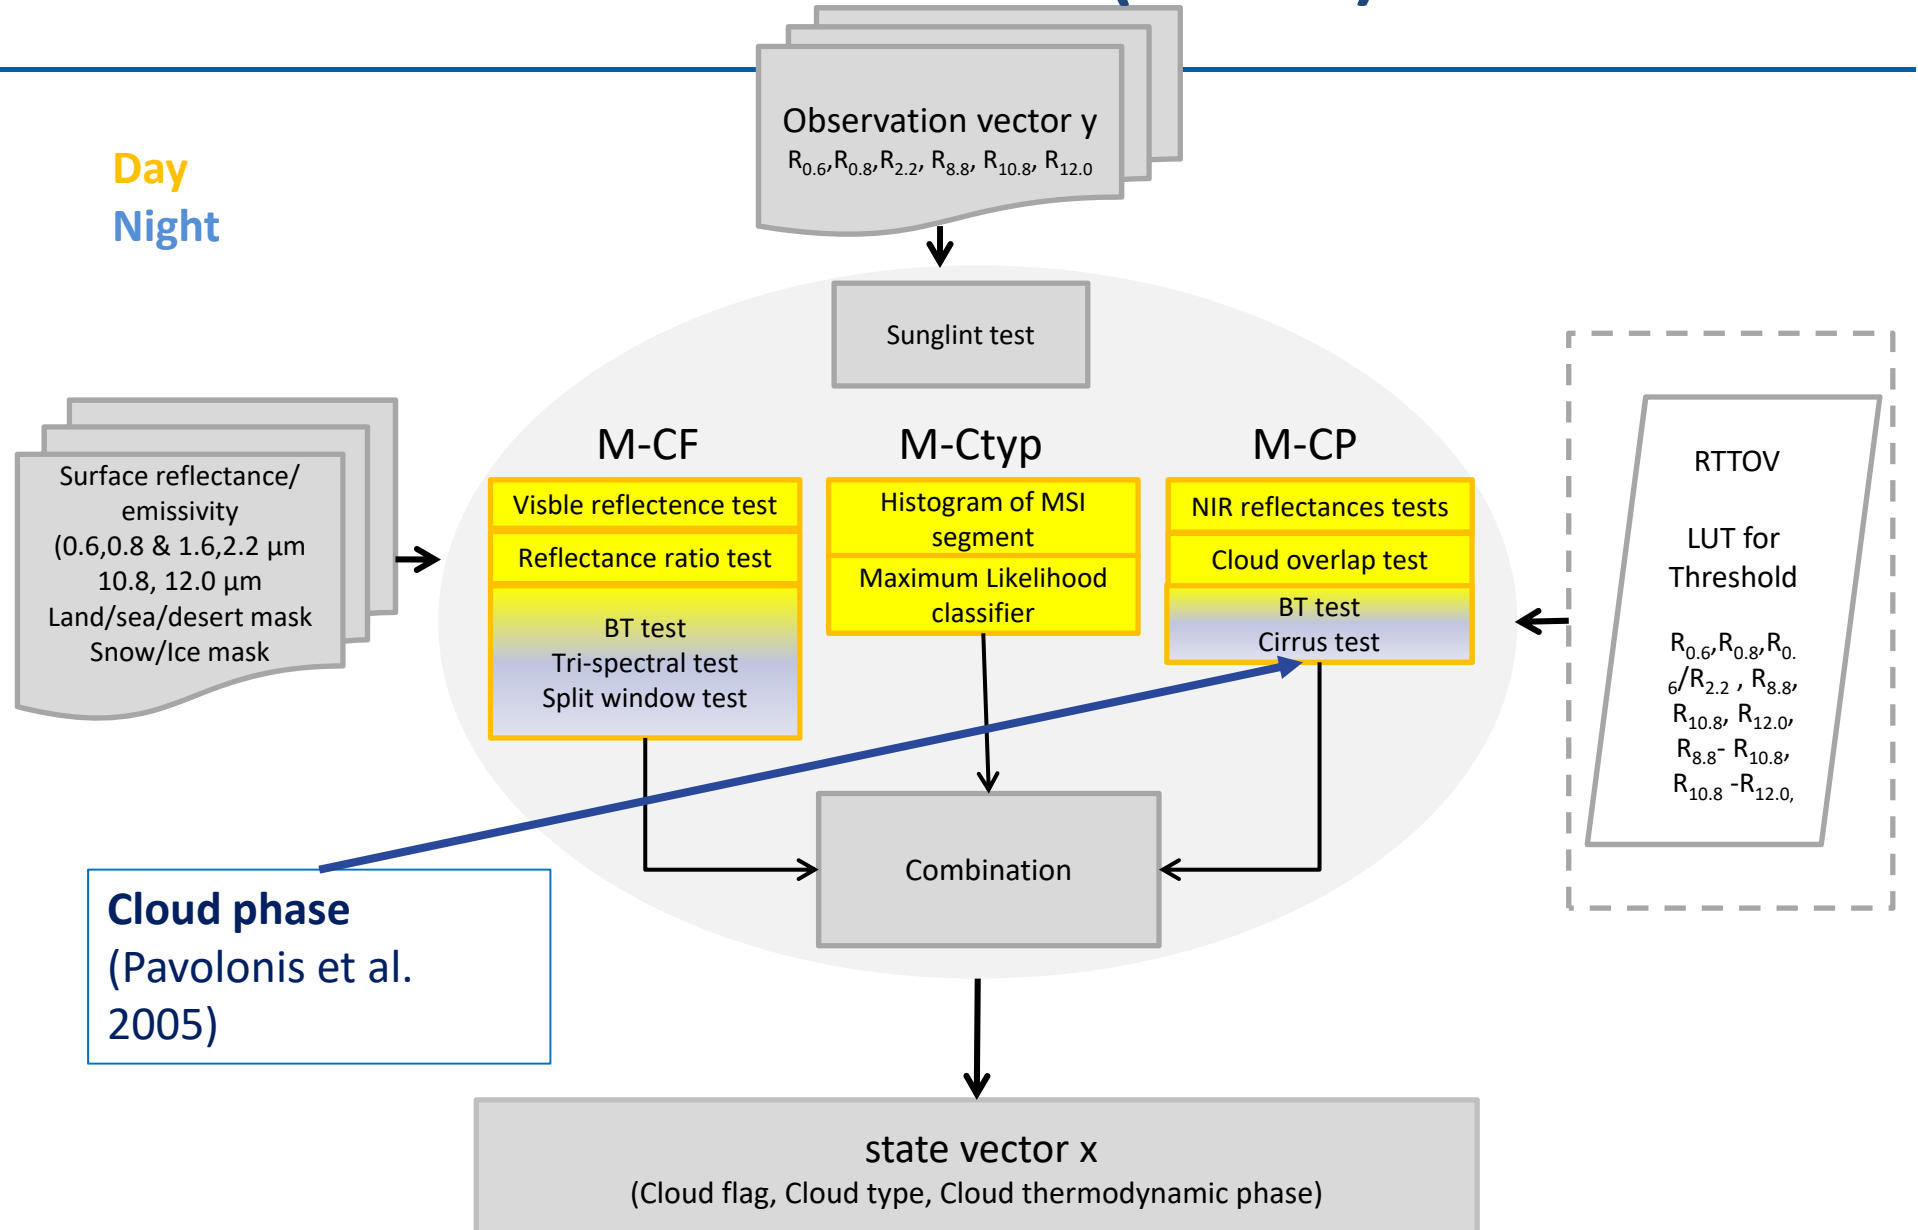 Observation vector y
R0.6,R0.8,R2.2, R8.8, R10.8, R12.0
Day
Night
Sunglint test
Surface reflectance/
emissivity
(0.6,0.8 & 1.6,2.2 µm
10.8, 12.0 µm
Land/sea/desert mask
Snow/Ice mask
M-CF
Visble reflectence test
Reflectance ratio test
BT test
Tri-spectral test
Split window test
M-Ctyp
Histogram of MSI
segment
Maximum Likelihood
classifier
M-CP
NIR reflectances tests
Cloud overlap test
BT test
Cirrus test
RTTOV
LUT for
Threshold
R0.6,R0.8,R0.
6/R2.2 , R8.8,
R10.8, R12.0,
R8.8- R10.8,
R10.8 -R12.0,
Combination
Cloud phase
(Pavolonis et al.
2005)
state vector x
(Cloud flag, Cloud type, Cloud thermodynamic phase)